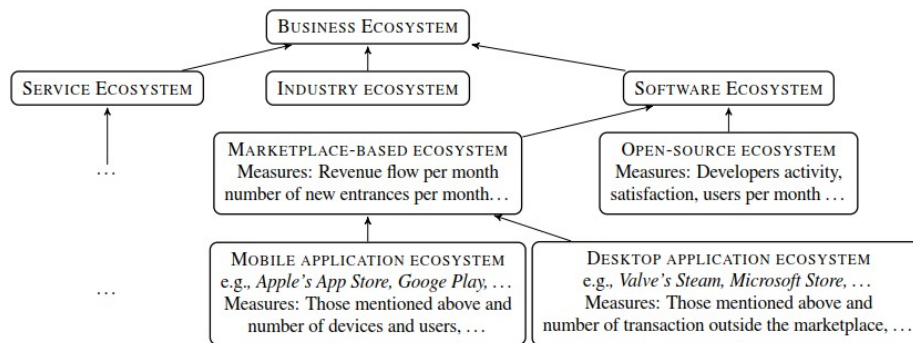 BUSINESS ECOSYSTEM
SERVICE ECOSYSTEM
INDUSTRY ECOSYSTEM
SOFTWARE ECOSYSTEM
MARKETPLACE-BASED ECOSYSTEM
Measures: Revenue flow per month
number of new entrances per month...
OPEN-SOURCE ECOSYSTEM
Measures: Developers activity,
satisfaction, users per month ...
...
MOBILE APPLICATION ECOSYSTEM
e.g., Apple's App Store, Googe Play, ...
Measures: Those mentioned above and
number of devices and users, ...
DESKTOP APPLICATION ECOSYSTEM
e.g., Valve's Steam, Microsoft Store, ...
Measures: Those mentioned above and
number of transaction outside the marketplace, ...
...